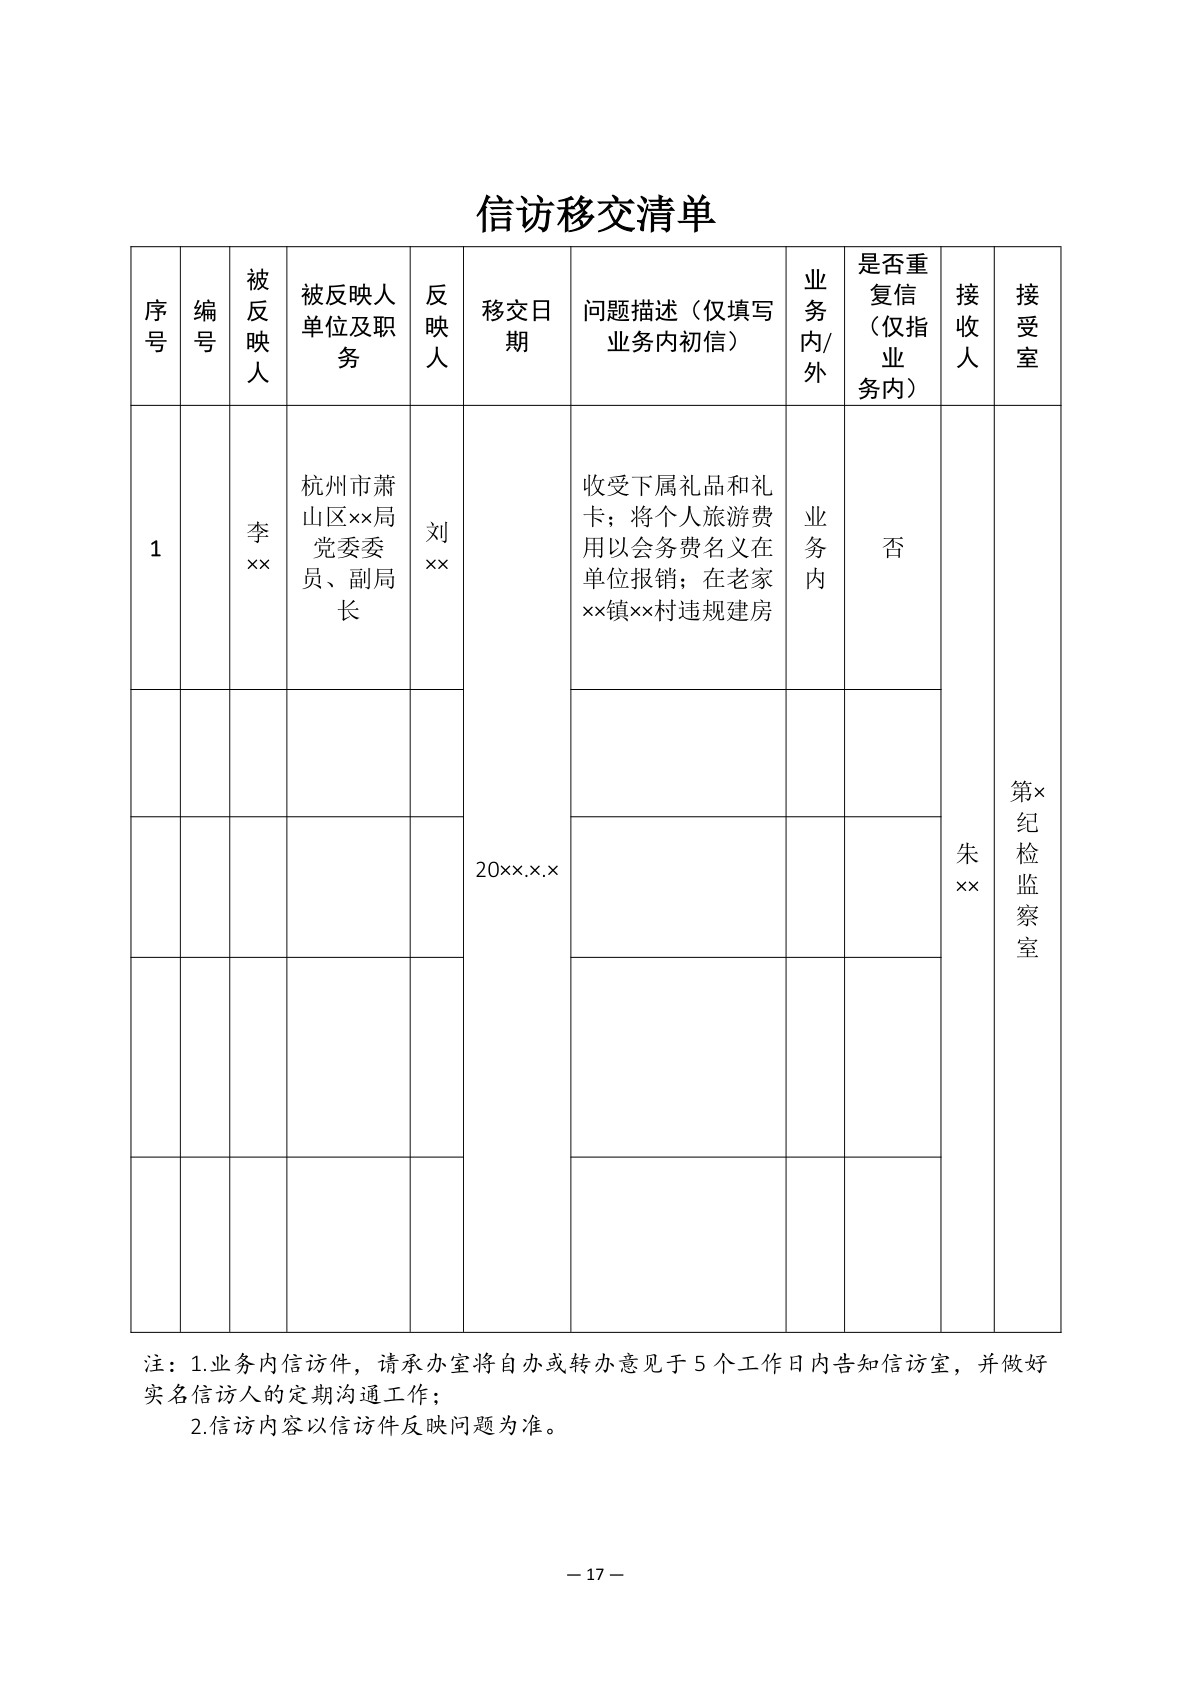 信访移交清单
序
号
编
号
被
反
映
人
被反映人
单位及职
务
反
映
人
移交日
期
问题描述（仅填写
业务内初信）
业
务
内/
外
是否重
复信
（仅指
业
务内）
接
收
人
接
受
室
1
李
××
杭州市萧
山区××局
党委委
员、副局
长
刘
××
20××.×.×
收受下属礼品和礼
卡；将个人旅游费
用以会务费名义在
单位报销；在老家
××镇××村违规建房
业
务
内
否
朱
××
第×
纪
检
监
察
室
注：1.业务内信访件，请承办室将自办或转办意见于 5 个工作日内告知信访室，并做好
实名信访人的定期沟通工作；
2.信访内容以信访件反映问题为准。
— 17 —